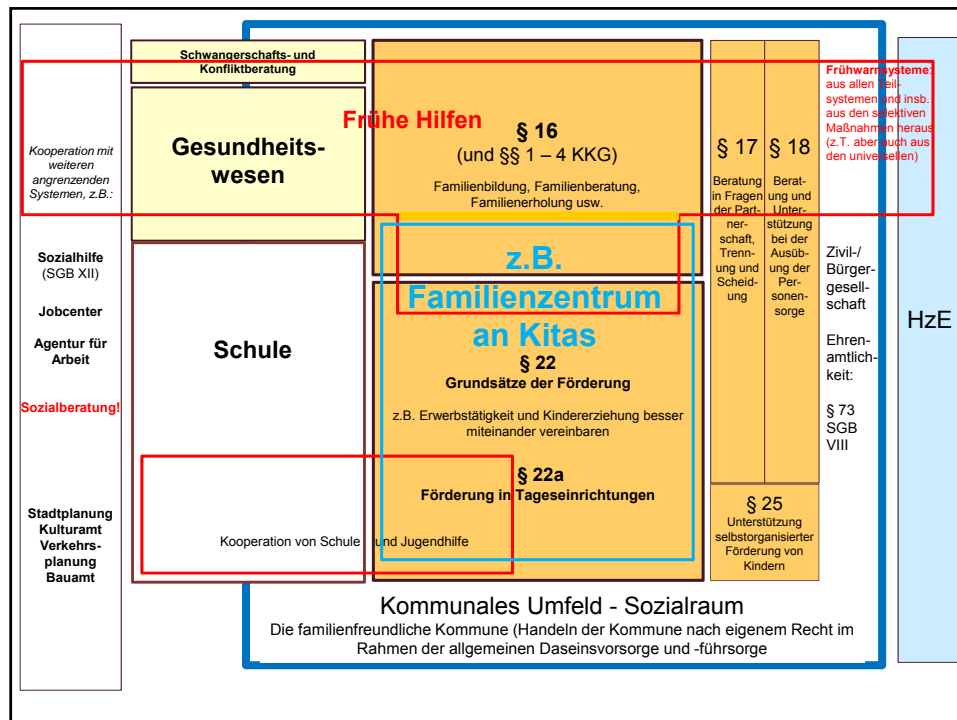 Kooperation mit
weiteren
angrenzenden
Systemen, z.B.:
Sozialhilfe
(SGB XII)
Jobcenter
Agentur für
Arbeit
Sozialberatung!
Stadtplanung
Kulturamt
Verkehrs-
planung
Bauamt
Schwangerschafts- und
Konfliktberatung
Gesundheits-
wesen
Schule
Kooperation von Schule und Jugendhilfe
Frühe Hilfen
§ 16
(und §§ 1 – 4 KKG)
Familienbildung, Familienberatung,
Familienerholung usw.
z.B.
Familienzentrum
an Kitas
§ 22
Grundsätze der Förderung
z.B. Erwerbstätigkeit und Kindererziehung besser
miteinander vereinbaren
§ 22a
Förderung in Tageseinrichtungen
§ 17
Beratung
in Fragen
der Part-
nerschaft,
Trenn-
ung und
Scheid-
ung
§ 18
Berat-
ung und
Unter-
stützung
bei der
Ausüb-
ung der
Per-
sonen-
sorge
§ 25
Unterstützung
selbstorganisierter
Förderung von
Kindern
Frühwarnsysteme:
aus allen Teil-
systemen und insb.
aus den selektiven
Maßnahmen heraus
(z.T. aber auch aus
den universellen)
Zivil-/
Bürger-
gesell-
schaft
Ehren-
amtlich-
keit:
§ 73
SGB
VIII
HzE
Kommunales Umfeld - Sozialraum
Die familienfreundliche Kommune (Handeln der Kommune nach eigenem Recht im
Rahmen der allgemeinen Daseinsvorsorge und -führsorge